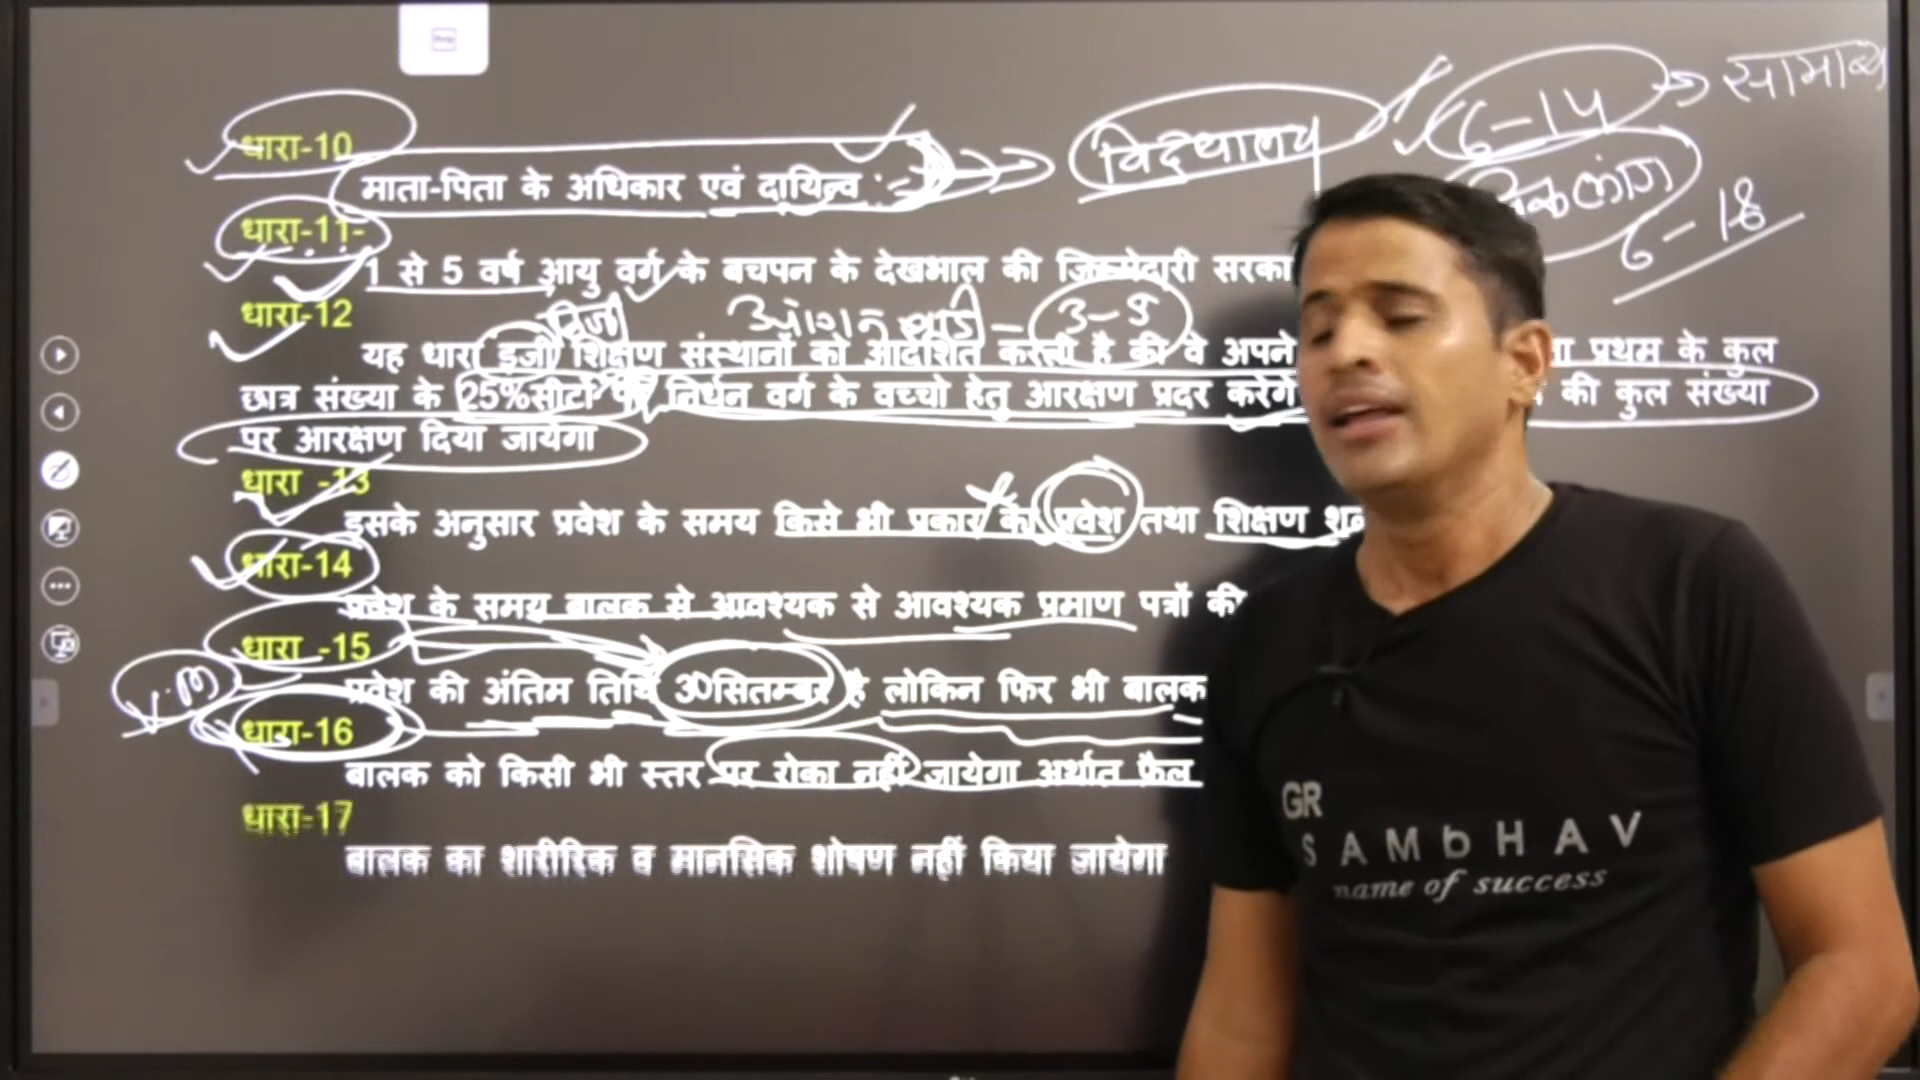 धारा-10
माता-पिता के अधिकार एवं दायित्व :-
विद्यालय
6-14
सामान्य
6-18
धारा-11-
1 से 5 वर्ष आयु वर्ग के बचपन के देखभाल की जिम्मेदारी
धारा-12
3-5
यह धारा इजी शिक्षण संस्थानों को आदेशित करती है की वे अपने प्रथम के कुल
छात्र संख्या के 25%सीटों पर निर्धन वर्ग के वच्चो हेतु आरक्षण प्रदर करेगें की कुल संख्या
पर आरक्षण दिया जायेगा
धारा -13
इसके अनुसार प्रवेश के समय किसे भी प्रकार का प्रवेश तथा शिक्षण
धारा-14
प्रवेश के समय बालक से आवश्यक से आवश्यक प्रमाण पत्रों की
धारा -15
प्रवेश की अंतिम तिथि 30सितम्बर है लोकिन फिर भी बालक
धारा-16
बालक को किसी भी स्तर पर रोका नहीं जायेगा अर्थात फैल
धारा-17
बालक का शारीरिक व मानसिक शोषण नहीं किया जायेगा
GR
SAMbHAV
name of success